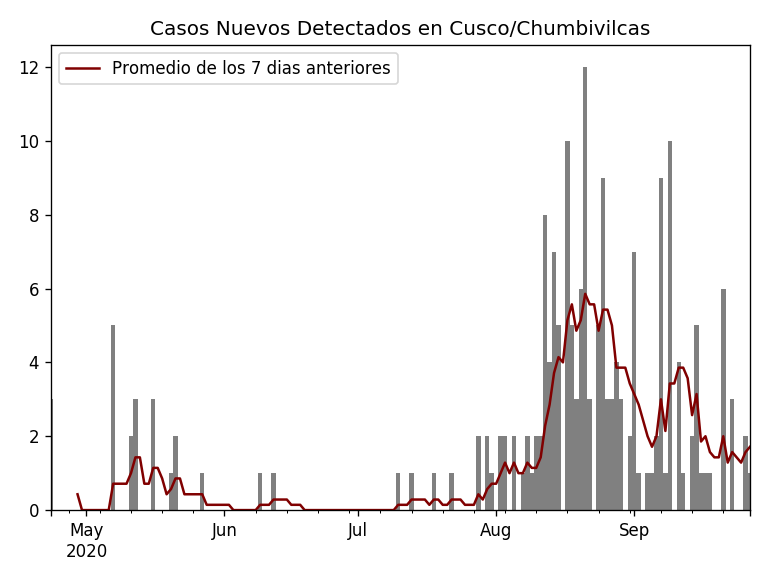 Casos Nuevos Detectados en Cusco/Chumbivilcas
Promedio de los 7 dias anteriores
12
10
8
6
4
2
0
May Jun Jul Aug Sep
2020